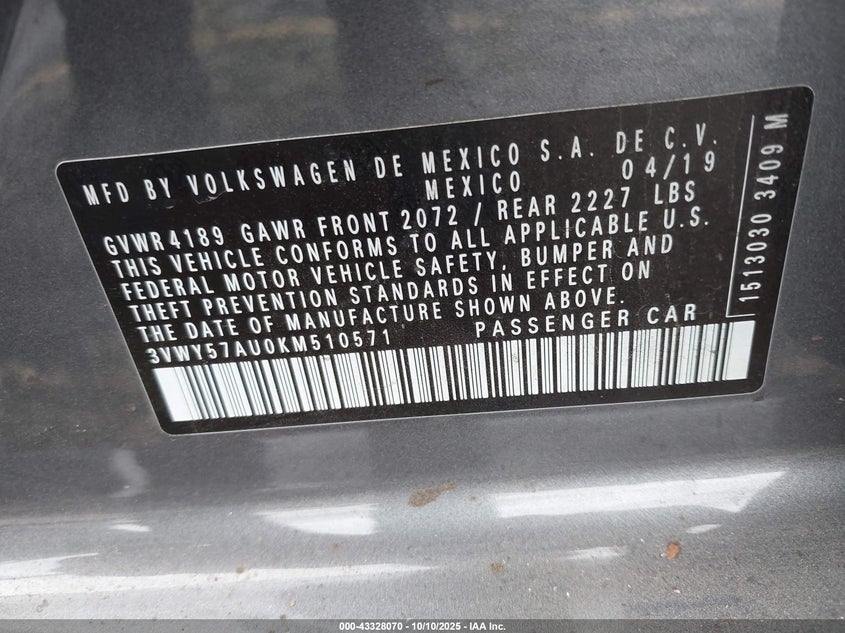 MFD BY VOLKSWAGEN DE MEXICO S.A. DE C.V.
MEXICO 04/19
GVWR4189 GAWR FRONT 2072 / REAR 2227 LBS
THIS VEHICLE CONFORMS TO ALL APPLICABLE U.S.
FEDERAL MOTOR VEHICLE SAFETY, BUMPER AND
THEFT PREVENTION STANDARDS IN EFFECT ON
THE DATE OF MANUFACTURE SHOWN ABOVE.
3VWY57AU0KM510571 PASSENGER CAR
1513030 3409 M
000-43328070 - 10/10/2025 - IAA Inc.